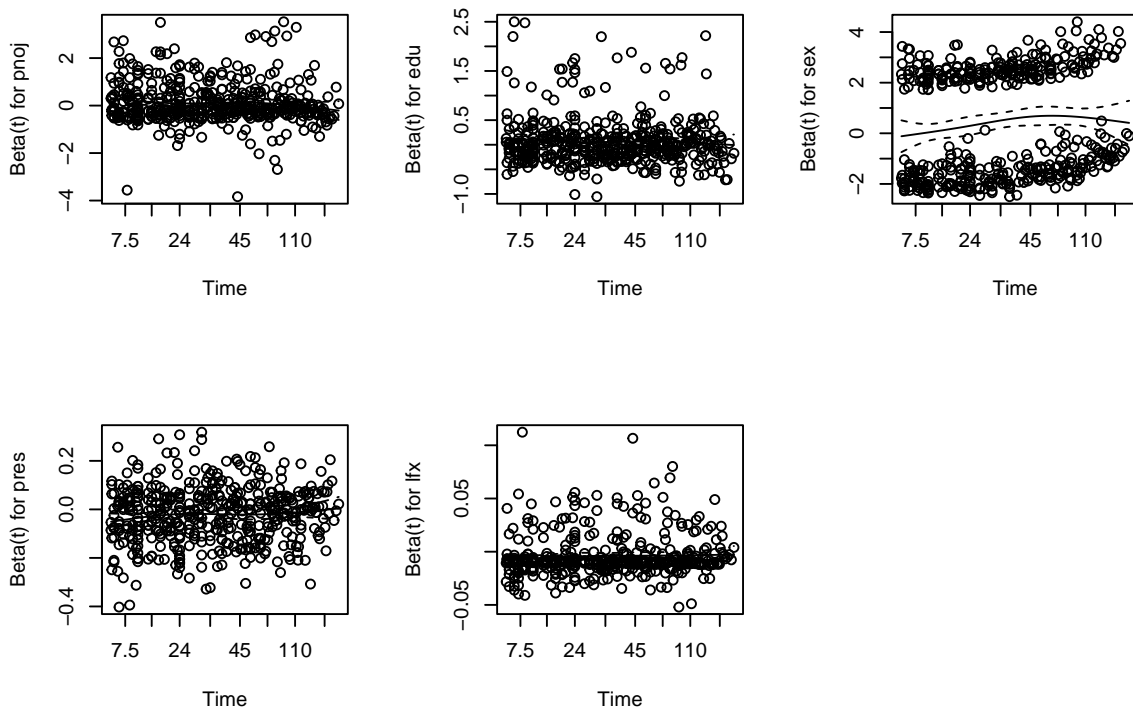 Beta(t) for pnoj
2
0
−2
−4
7.5 24 45 110
Time
Beta(t) for edu
2.5
1.5
0.5
−1.0
7.5 24 45 110
Time
Beta(t) for sex
4
2
0
−2
7.5 24 45 110
Time
Beta(t) for pres
0.2
0.0
−0.4
7.5 24 45 110
Time
Beta(t) for lfx
0.05
−0.05
7.5 24 45 110
Time